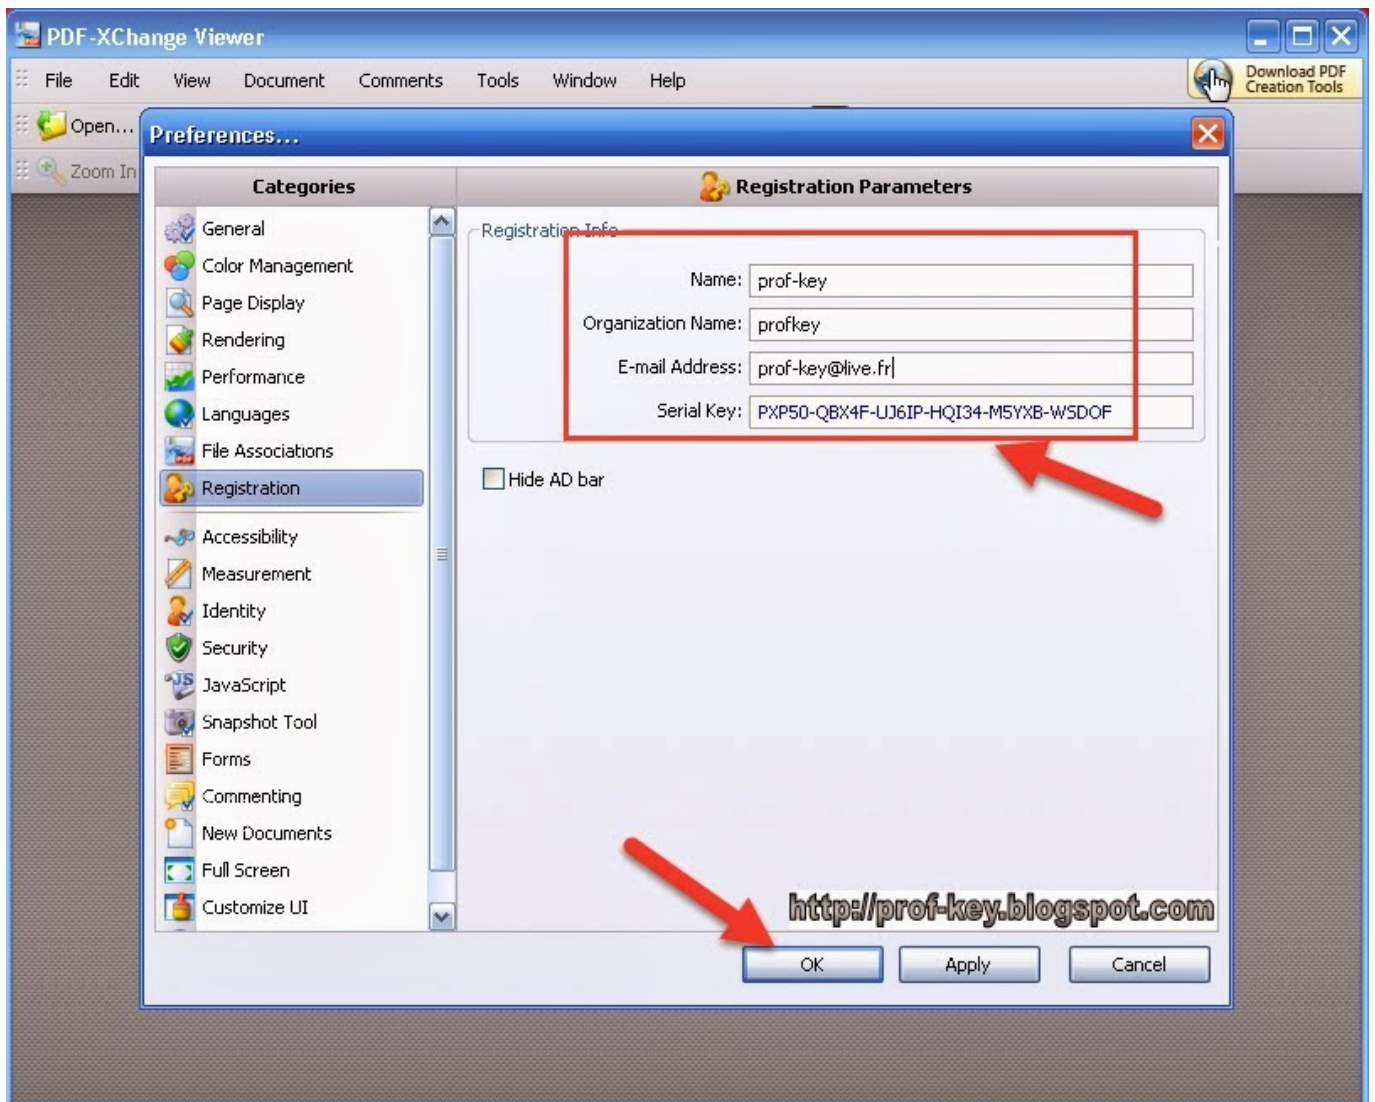 PDF-XChange Viewer
File Edit View Document Comments Tools Window Help
Download PDF
Creation Tools
Open...
Preferences...
Zoom In
Categories
Registration Parameters
General
Color Management
Page Display
Rendering
Performance
Languages
File Associations
Registration
Accessibility
Measurement
Identity
Security
JavaScript
Snapshot Tool
Forms
Commenting
New Documents
Full Screen
Customize UI
Registration Info
Name: prof-key
Organization Name: profkey
E-mail Address: prof-key@live.fr
Serial Key: PXP50-QBX4F-UJ6IP-HQI34-M5YXB-WSDOF
Hide AD bar
http://prof-key.blogspot.com
OK Apply Cancel